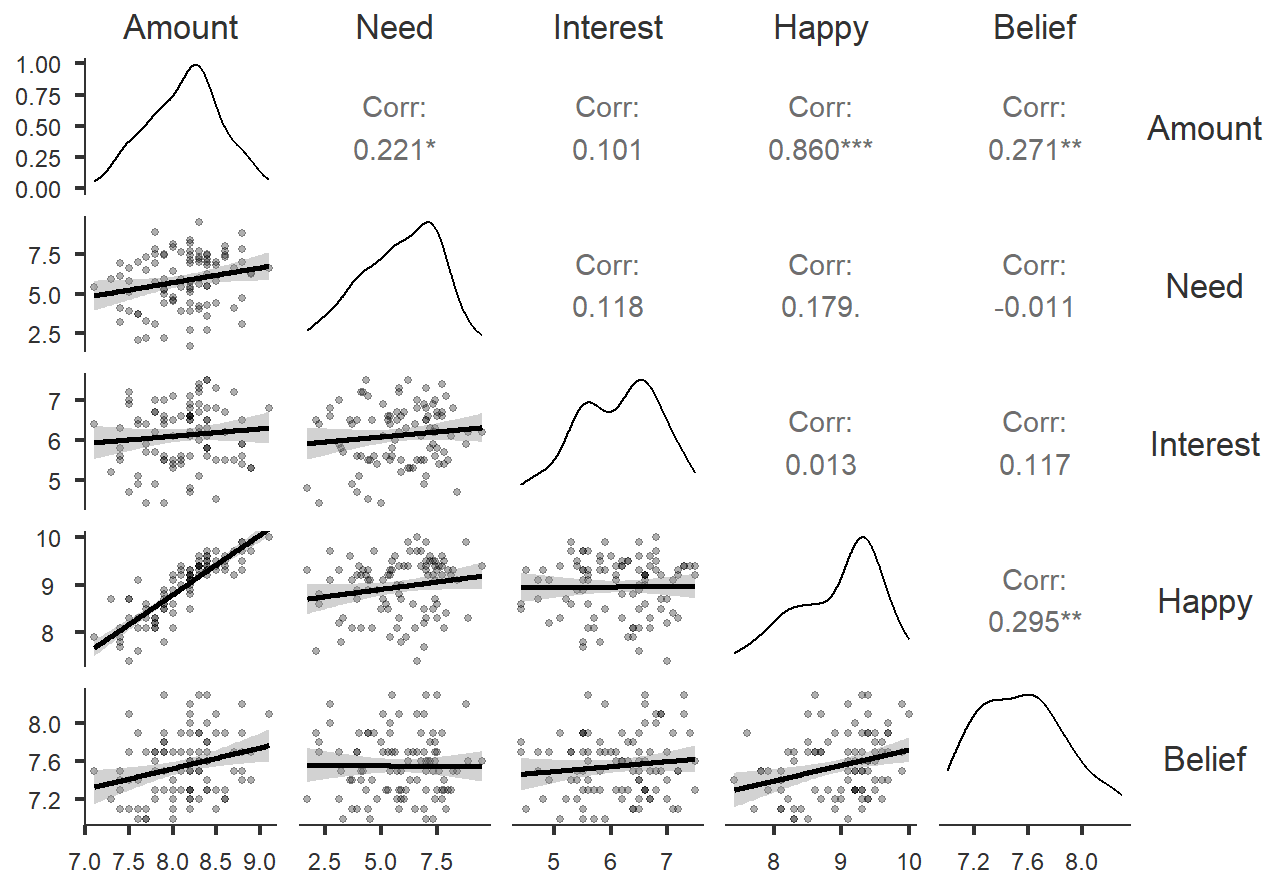 Amount Need Interest Happy Belief
1.00
0.75
0.50
0.25
0.00
Corr:
0.221*
Corr:
0.101
Corr:
0.860***
Corr:
0.271**
Amount
7.5
5.0
2.5
Corr:
0.118
Corr:
0.179.
Corr:
-0.011
Need
7
6
5
Corr:
0.013
Corr:
0.117
Interest
10
9
8
Corr:
0.295**
Happy
8.0
7.6
7.2
Belief
7.0 7.5 8.0 8.5 9.0
2.5 5.0 7.5
5 6 7
8 9 10
7.2 7.6 8.0